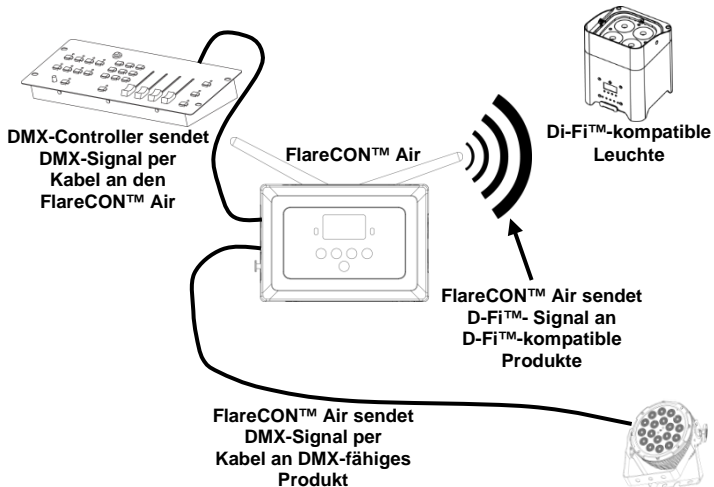 DMX-Controller sendet
DMX-Signal per
Kabel an den
FlareCON™ Air
FlareCON™ Air
Di-Fi™-kompatible
Leuchte
FlareCON™ Air sendet
D-Fi™- Signal an
D-Fi™-kompatible
Produkte
FlareCON™ Air sendet
DMX-Signal per
Kabel an DMX-fähiges
Produkt